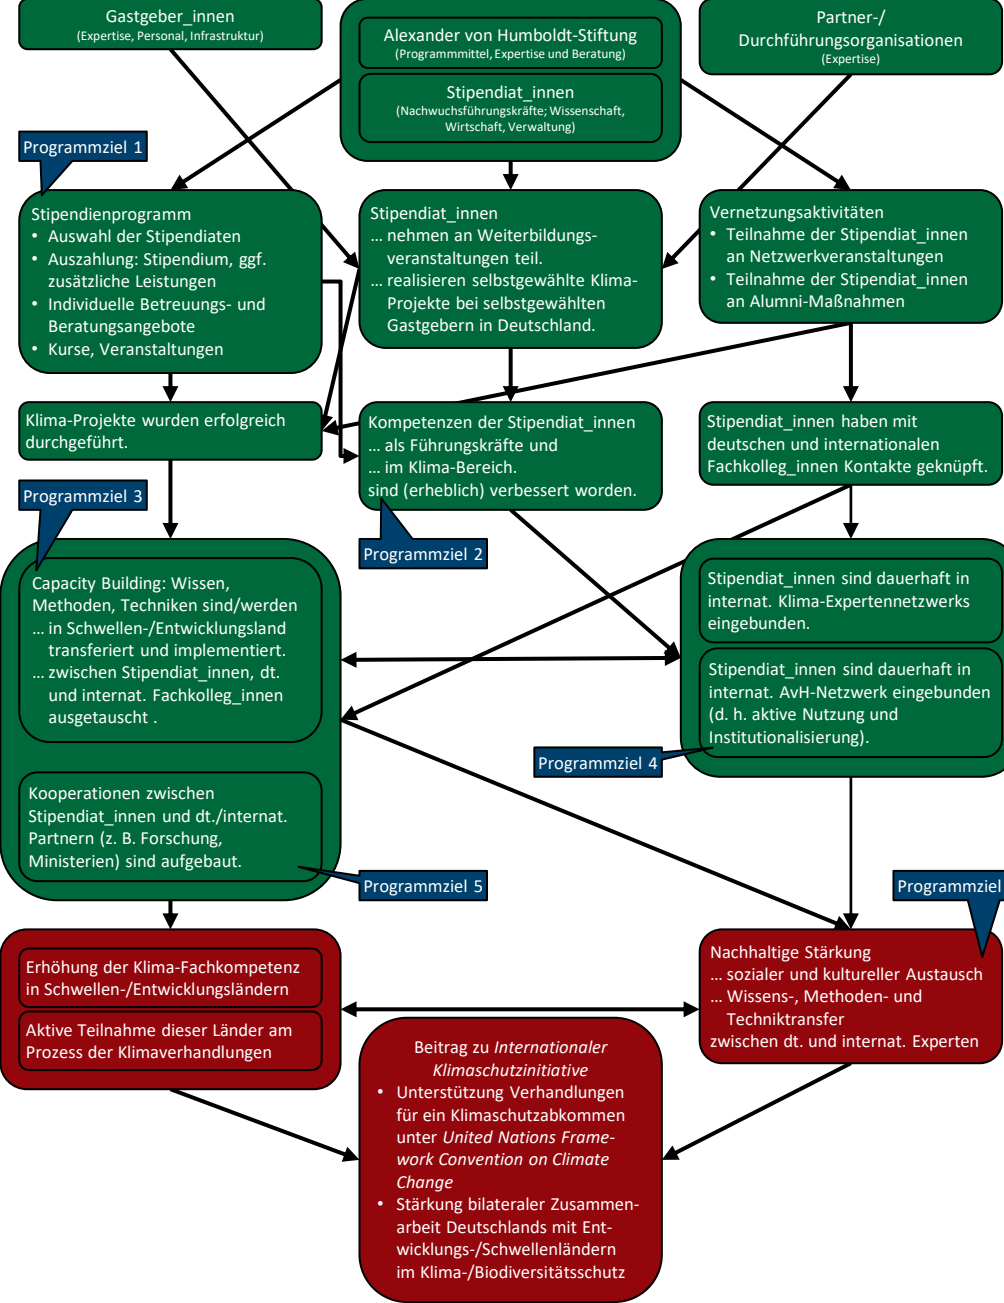 Gastgeber_innen
(Expertise, Personal, Infrastruktur)
Alexander von Humboldt-Stiftung
(Programmmittel, Expertise und Beratung)
Stipendiat_innen
(Nachwuchsführungskräfte; Wissenschaft,
Wirtschaft, Verwaltung)
Partner-/
Durchführungsorganisationen
(Expertise)
Programmziel 1
Stipendienprogramm
• Auswahl der Stipendiaten
• Auszahlung: Stipendium, ggf.
zusätzliche Leistungen
• Individuelle Betreuungs- und
Beratungsangebote
• Kurse, Veranstaltungen
Stipendiat_innen
... nehmen an Weiterbildungs-
veranstaltungen teil.
... realisieren selbstgewählte Klima-
Projekte bei selbstgewählten
Gastgebern in Deutschland.
Vernetzungsaktivitäten
• Teilnahme der Stipendiat_innen
an Netzwerkveranstaltungen
• Teilnahme der Stipendiat_innen
an Alumni-Maßnahmen
Klima-Projekte wurden erfolgreich
durchgeführt.
Kompetenzen der Stipendiat_innen
... als Führungskräfte und
... im Klima-Bereich.
sind (erheblich) verbessert worden.
Stipendiat_innen haben mit
deutschen und internationalen
Fachkolleg_innen Kontakte geknüpft.
Programmziel 3
Programmziel 2
Capacity Building: Wissen,
Methoden, Techniken sind/werden
... in Schwellen-/Entwicklungsland
transferiert und implementiert.
... zwischen Stipendiat_innen, dt.
und internat. Fachkolleg_innen
ausgetauscht .
Stipendiat_innen sind dauerhaft in
internat. Klima-Expertennetzwerks
eingebunden.
Stipendiat_innen sind dauerhaft in
internat. AvH-Netzwerk eingebunden
(d. h. aktive Nutzung und
Institutionalisierung).
Programmziel 4
Kooperationen zwischen
Stipendiat_innen und dt./internat.
Partnern (z. B. Forschung,
Ministerien) sind aufgebaut.
Programmziel 5
Programmziel
Erhöhung der Klima-Fachkompetenz
in Schwellen-/Entwicklungsländern
Aktive Teilnahme dieser Länder am
Prozess der Klimaverhandlungen
Nachhaltige Stärkung
... sozialer und kultureller Austausch
... Wissens-, Methoden- und
Techniktransfer
zwischen dt. und internat. Experten
Beitrag zu Internationaler
Klimaschutzinitiative
• Unterstützung Verhandlungen
für ein Klimaschutzabkommen
unter United Nations Frame-
work Convention on Climate
Change
• Stärkung bilateraler Zusammen-
arbeit Deutschlands mit Ent-
wicklungs-/Schwellenländern
im Klima-/Biodiversitätsschutz